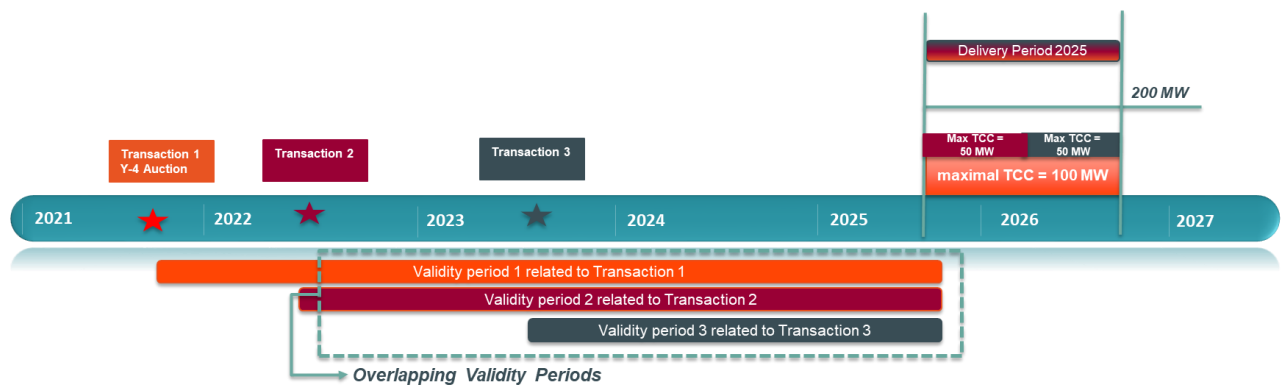 Delivery Period 2025
200 MW
Transaction 1
Y-4 Auction
Transaction 2
Transaction 3
Max TCC =
50 MW
Max TCC =
50 MW
maximal TCC = 100 MW
2021
2022
2023
2024
2025
2026
2027
Validity period 1 related to Transaction 1
Validity period 2 related to Transaction 2
Validity period 3 related to Transaction 3
Overlapping Validity Periods